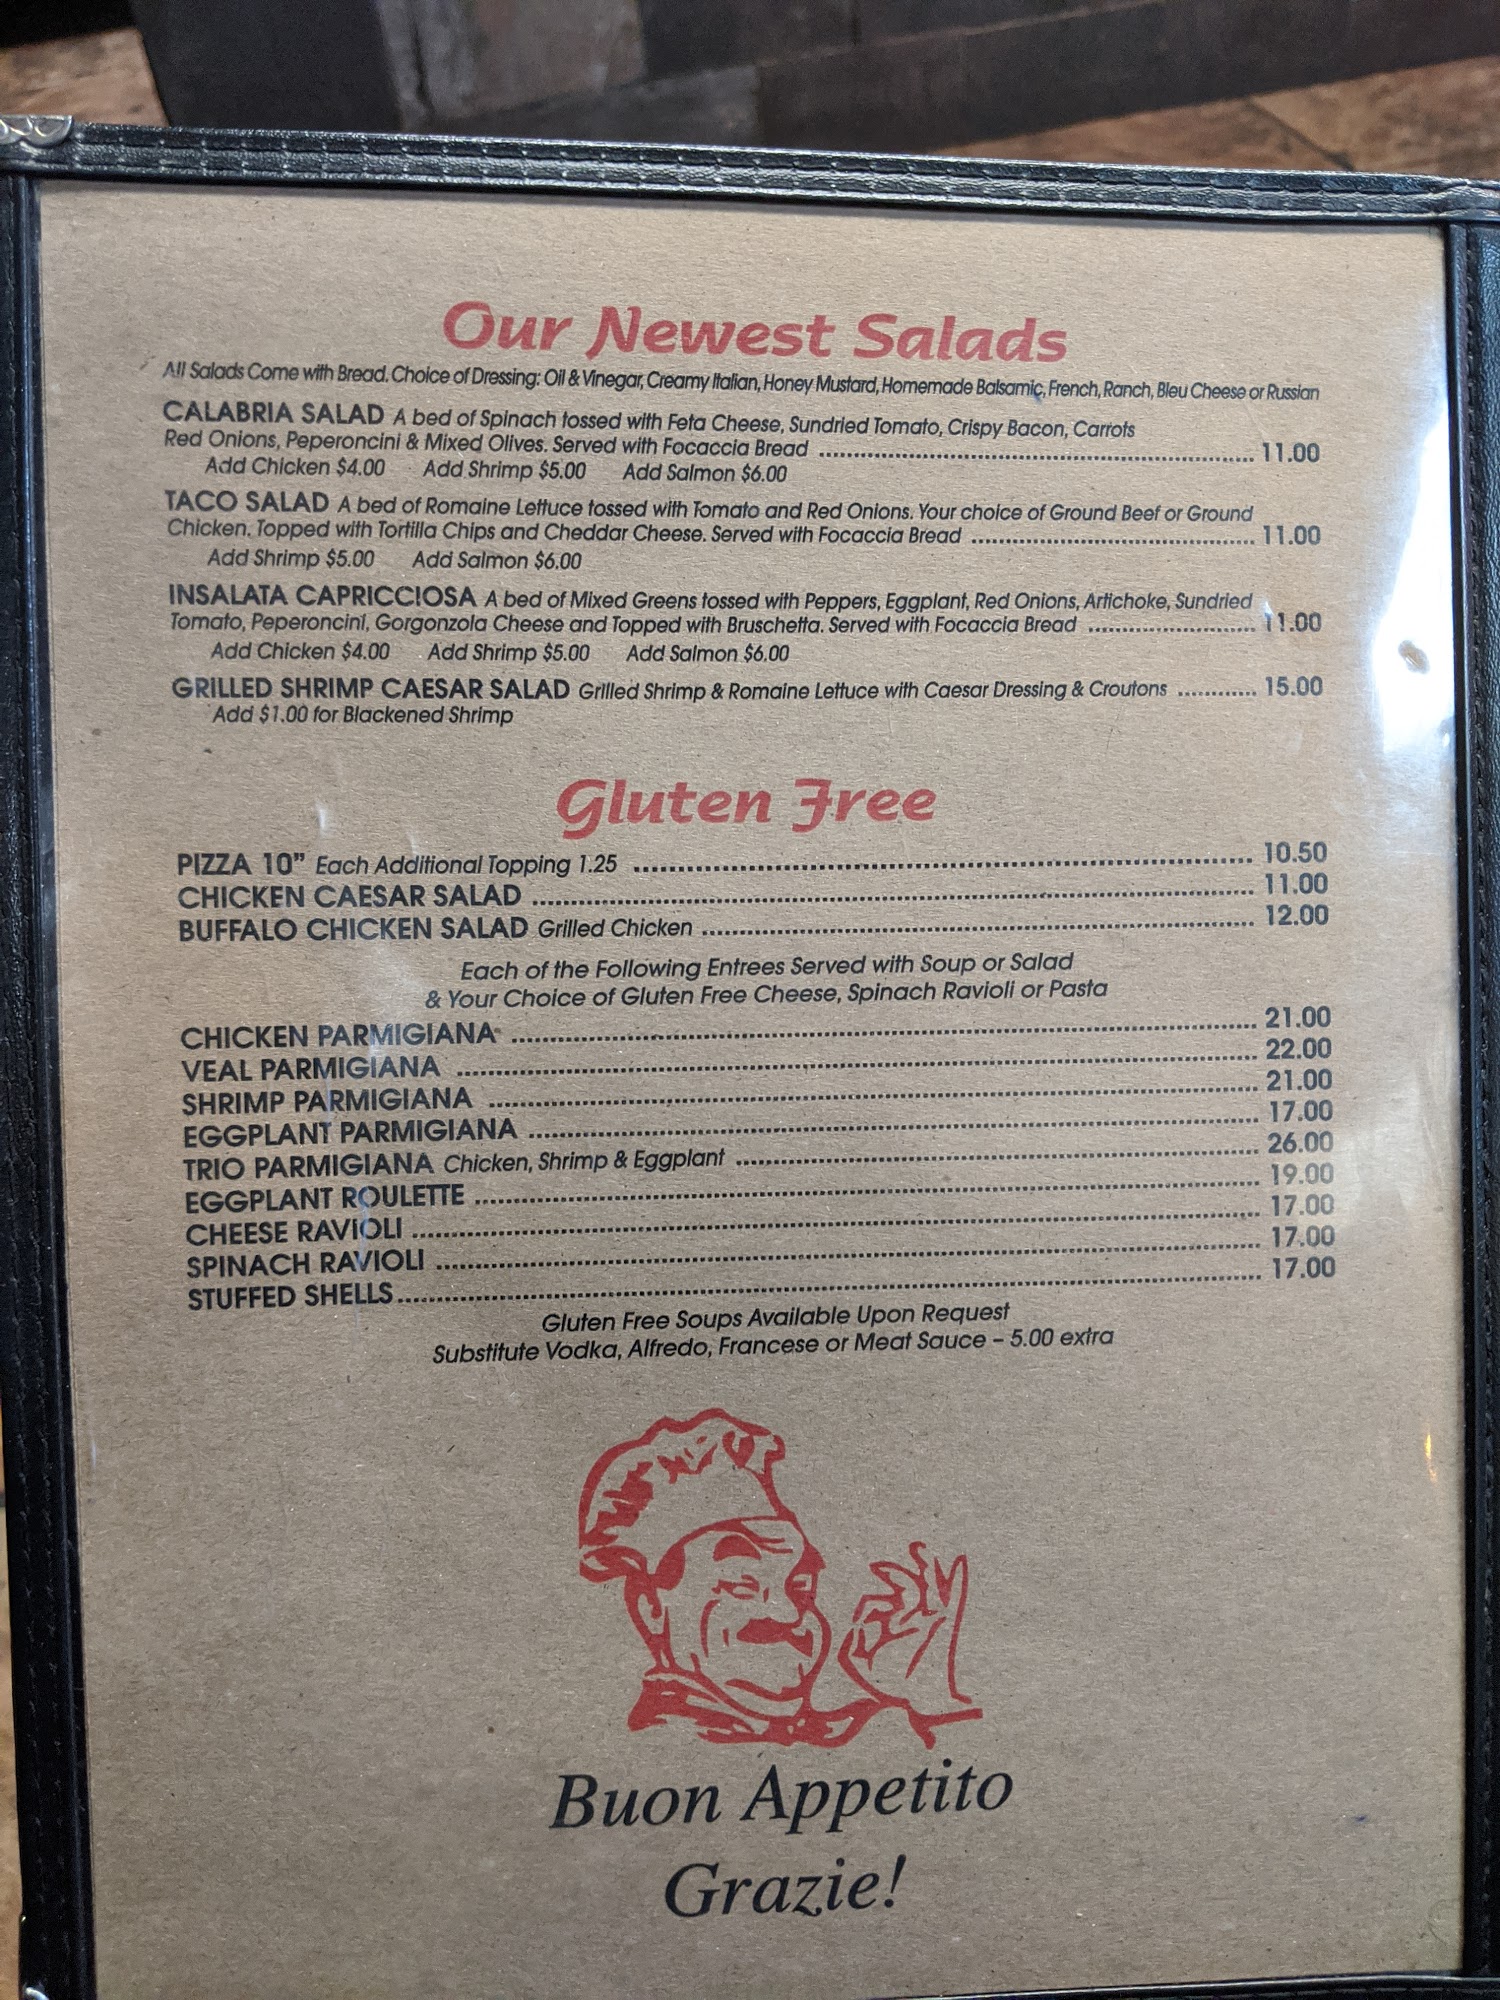 Our Newest Salads
All Salads Come with Bread. Choice of Dressing: Oil & Vinegar, Creamy Italian, Honey Mustard, Homemade Balsamic, French, Ranch, Bleu Cheese or Russian
CALABRIA SALAD A bed of Spinach tossed with Feta Cheese, Sundried Tomato, Crispy Bacon, Carrots
Red Onions, Peperoncini & Mixed Olives. Served with Focaccia Bread ........ 11.00
Add Chicken $4.00 Add Shrimp $5.00 Add Salmon $6.00
TACO SALAD A bed of Romaine Lettuce tossed with Tomato and Red Onions. Your choice of Ground Beef or Ground
Chicken. Topped with Tortilla Chips and Cheddar Cheese. Served with Focaccia Bread ........ 11.00
Add Shrimp $5.00 Add Salmon $6.00
INSALATA CAPRICCIOSA A bed of Mixed Greens tossed with Peppers, Eggplant, Red Onions, Artichoke, Sundried
Tomato, Peperoncini, Gorgonzola Cheese and Topped with Bruschetta. Served with Focaccia Bread ........ 11.00
Add Chicken $4.00 Add Shrimp $5.00 Add Salmon $6.00
GRILLED SHRIMP CAESAR SALAD Grilled Shrimp & Romaine Lettuce with Caesar Dressing & Croutons ........ 15.00
Add $1.00 for Blackened Shrimp
Gluten Free
PIZZA 10" Each Additional Topping 1.25 ........ 10.50
CHICKEN CAESAR SALAD ........ 11.00
BUFFALO CHICKEN SALAD Grilled Chicken ........ 12.00
Each of the Following Entrees Served with Soup or Salad
& Your Choice of Gluten Free Cheese, Spinach Ravioli or Pasta
CHICKEN PARMIGIANA ........ 21.00
VEAL PARMIGIANA ........ 22.00
SHRIMP PARMIGIANA ........ 21.00
EGGPLANT PARMIGIANA ........ 17.00
TRIO PARMIGIANA Chicken, Shrimp & Eggplant ........ 26.00
EGGPLANT ROULETTE ........ 19.00
CHEESE RAVIOLI ........ 17.00
SPINACH RAVIOLI ........ 17.00
STUFFED SHELLS ........ 17.00
Gluten Free Soups Available Upon Request
Substitute Vodka, Alfredo, Francese or Meat Sauce – 5.00 extra
Buon Appetito
Grazie!